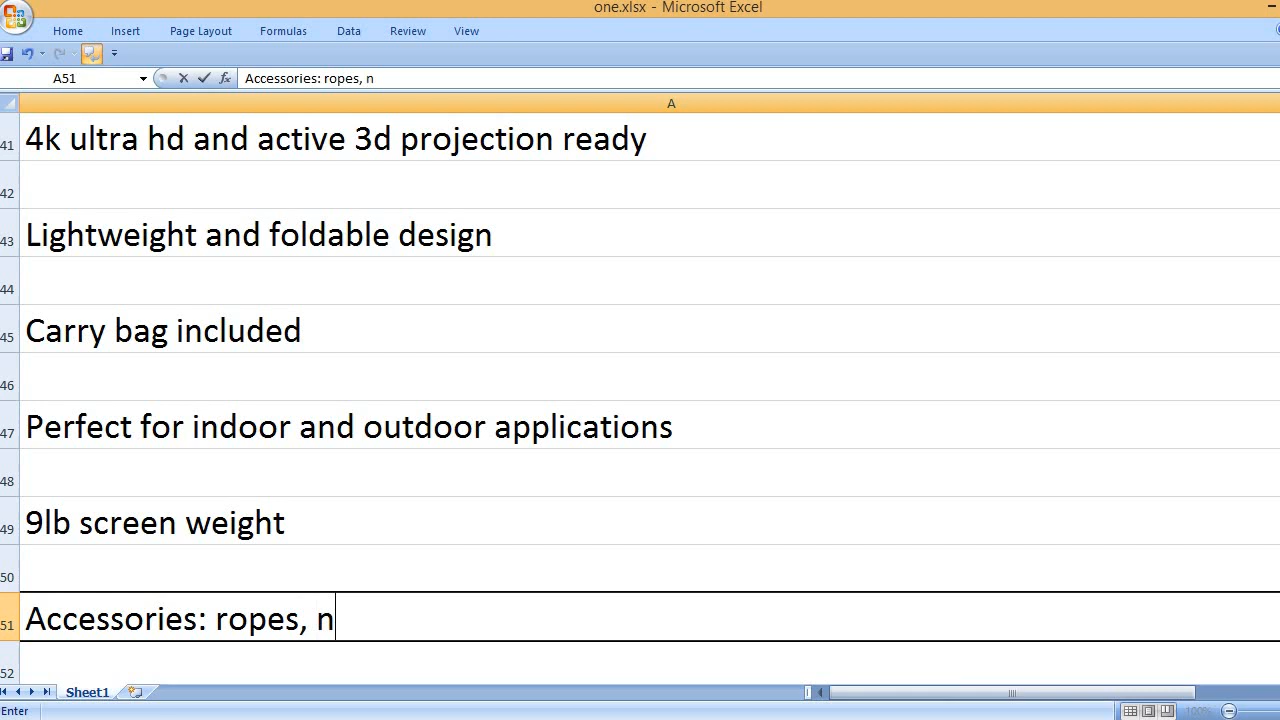 one.xlsx - Microsoft Excel
Home Insert Page Layout Formulas Data Review View
A51 fx Accessories: ropes, n
A
41 4k ultra hd and active 3d projection ready
42
43 Lightweight and foldable design
44
45 Carry bag included
46
47 Perfect for indoor and outdoor applications
48
49 9lb screen weight
50
51 Accessories: ropes, n
52
Sheet1
Enter 100%